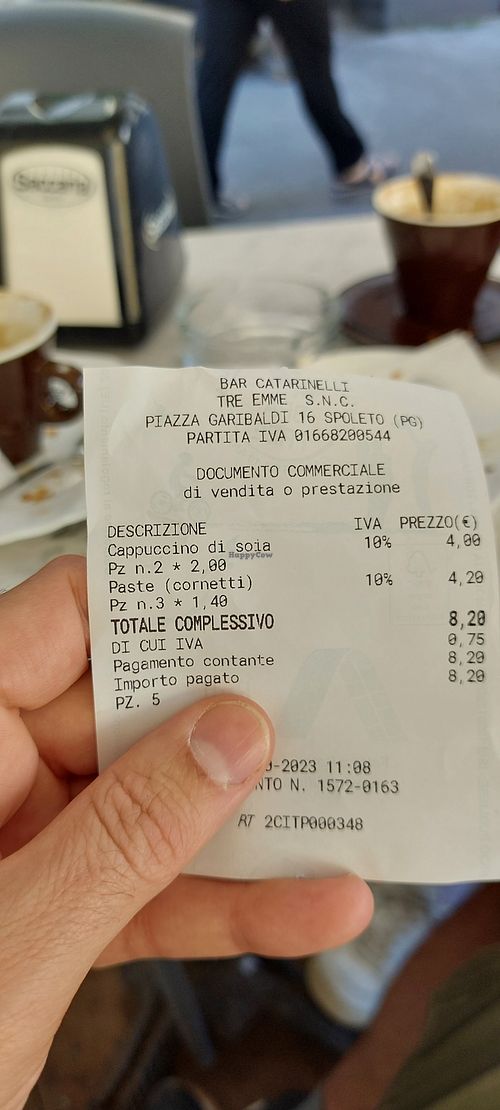 BAR CATARINELLI
TRE EMME S.N.C.
PIAZZA GARIBALDI 16 SPOLETO (PG)
PARTITA IVA 01668200544
DOCUMENTO COMMERCIALE
di vendita o prestazione
DESCRIZIONE IVA PREZZO(€)
Cappuccino di soia 10% 4,00
HappyCow
Pz n.2 * 2,00
Paste (cornetti) 10% 4,20
Pz n.3 * 1,40
TOTALE COMPLESSIVO 8,20
DI CUI IVA 0,75
Pagamento contante 8,20
Importo pagato 8,20
PZ. 5
-2023 11:08
NTO N. 1572-0163
RT 2CITP000348